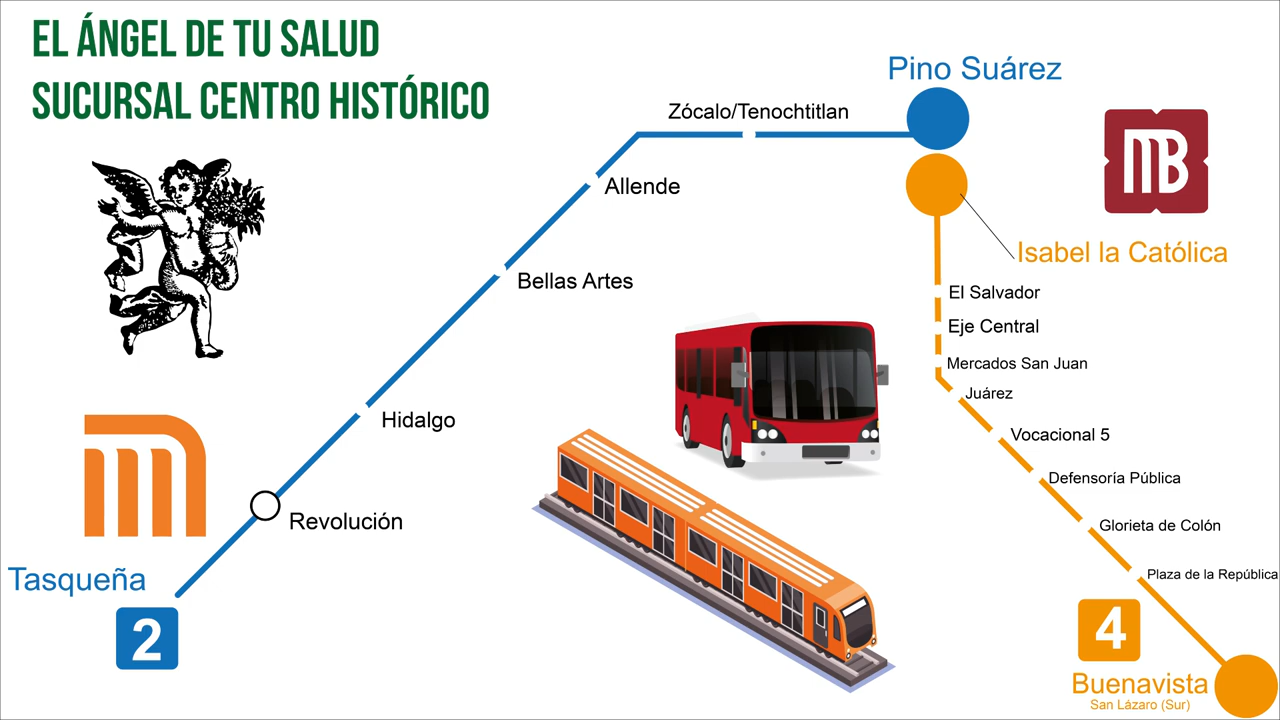 EL ÁNGEL DE TU SALUD
SUCURSAL CENTRO HISTÓRICO
Pino Suárez
Zócalo/Tenochtitlan
MB
Allende
Isabel la Católica
Bellas Artes
El Salvador
Eje Central
Mercados San Juan
Juárez
Hidalgo
Vocacional 5
Defensoría Pública
Revolución
Glorieta de Colón
Tasqueña
Plaza de la República
2
4
Buenavista
San Lázaro (Sur)